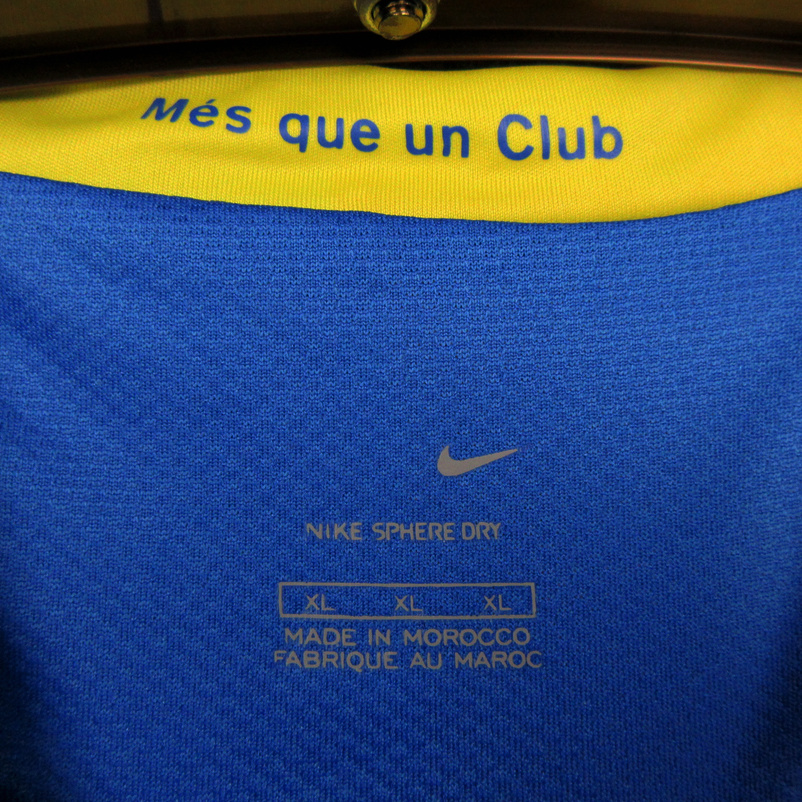 Més que un Club
NIKE SPHERE DRY
XL XL XL
MADE IN MOROCCO
FABRIQUE AU MAROC